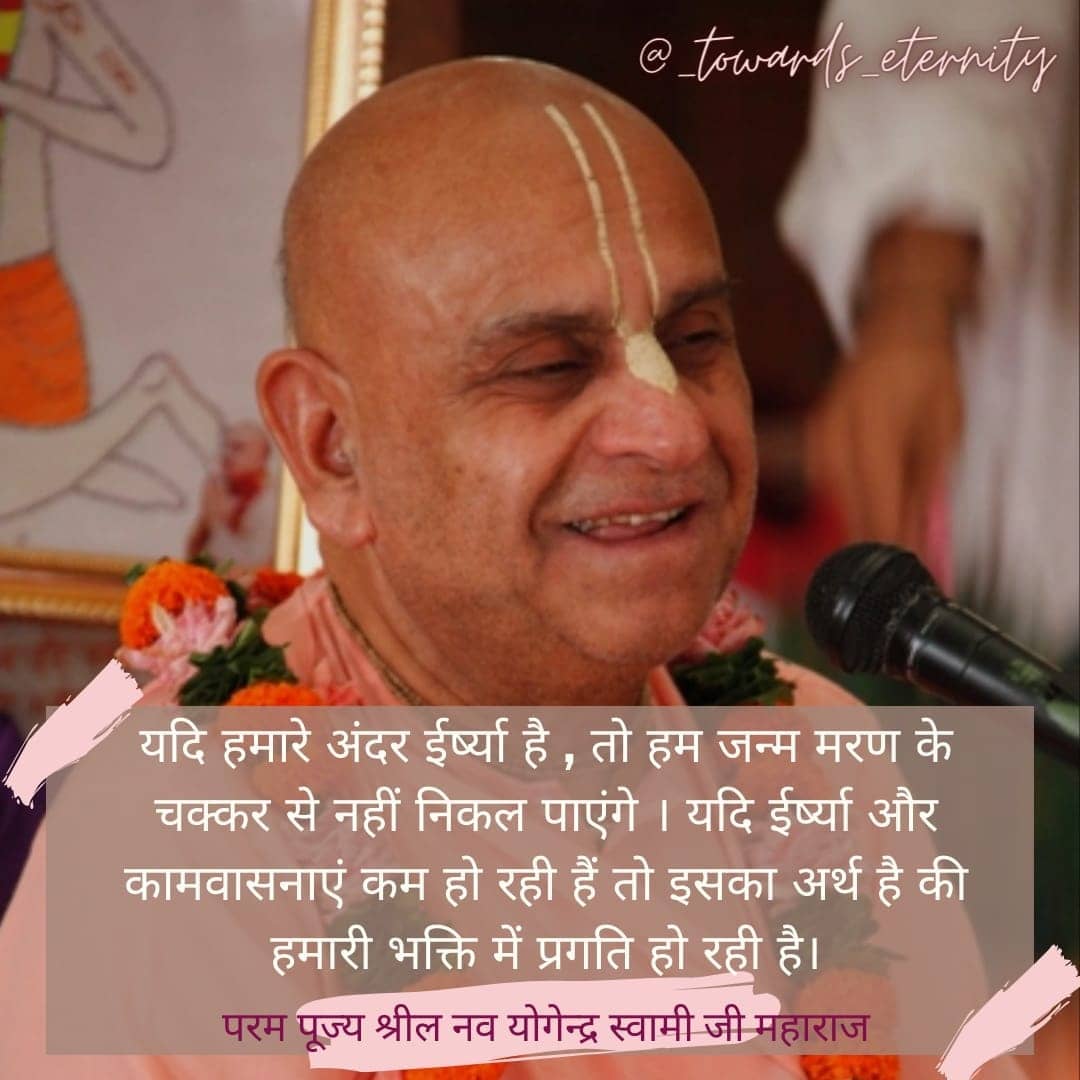 @_towards_eternity
यदि हमारे अंदर ईर्ष्या है , तो हम जन्म मरण के
चक्कर से नहीं निकल पाएंगे । यदि ईर्ष्या और
कामवासनाएं कम हो रही हैं तो इसका अर्थ है की
हमारी भक्ति में प्रगति हो रही है।
परम पूज्य श्रील नव योगेन्द्र स्वामी जी महाराज